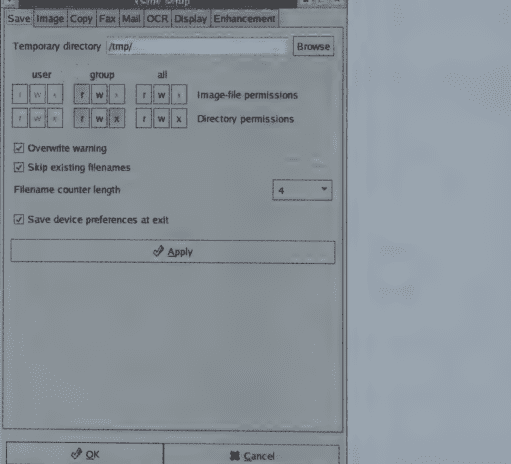 Setup
Save Image Copy Fax Mail OCR Display Enhancement
Temporary directory /tmp/ Browse
user group all
r w x r w x r w x Image-file permissions
r w x r w x r w x Directory permissions
Overwrite warning
Skip existing filenames
Filename counter length 4
Save device preferences at exit
Apply
OK Cancel